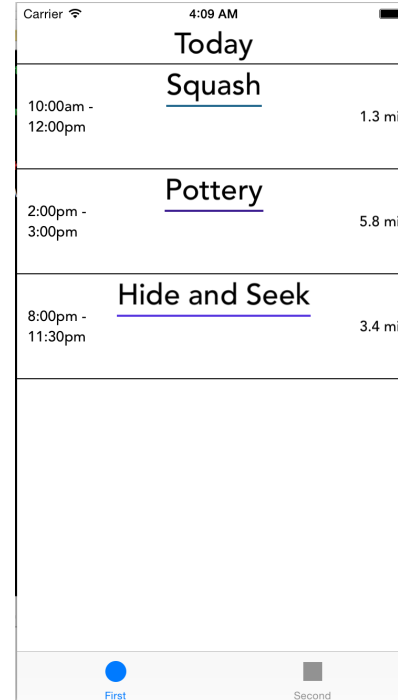 Carrier 4:09 AM
Today
Squash
10:00am -
12:00pm
1.3 mi
Pottery
2:00pm -
3:00pm
5.8 mi
Hide and Seek
8:00pm -
11:30pm
3.4 mi
First Second